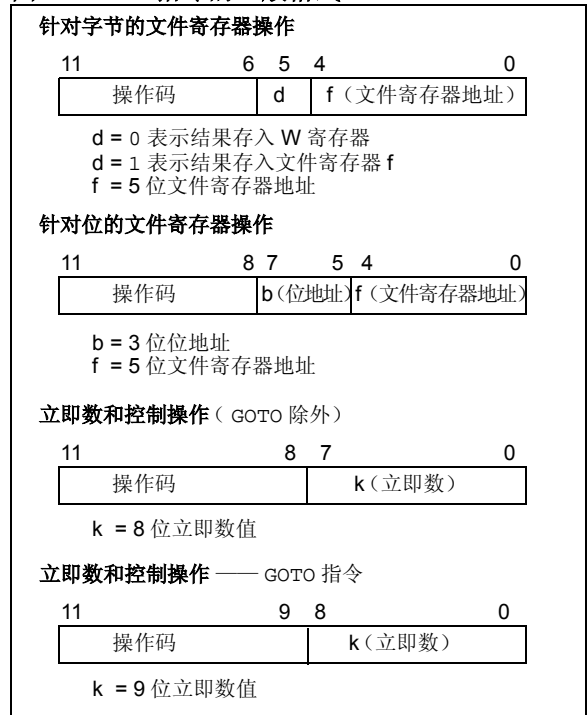 针对字节的文件寄存器操作
11 6 5 4 0
操作码 d f（文件寄存器地址）
d = 0 表示结果存入 W 寄存器
d = 1 表示结果存入文件寄存器 f
f = 5 位文件寄存器地址
针对位的文件寄存器操作
11 8 7 5 4 0
操作码 b（位地址） f（文件寄存器地址）
b = 3 位位地址
f = 5 位文件寄存器地址
立即数和控制操作（ GOTO 除外）
11 8 7 0
操作码 k（立即数）
k = 8 位立即数值
立即数和控制操作 —— GOTO 指令
11 9 8 0
操作码 k（立即数）
k = 9 位立即数值